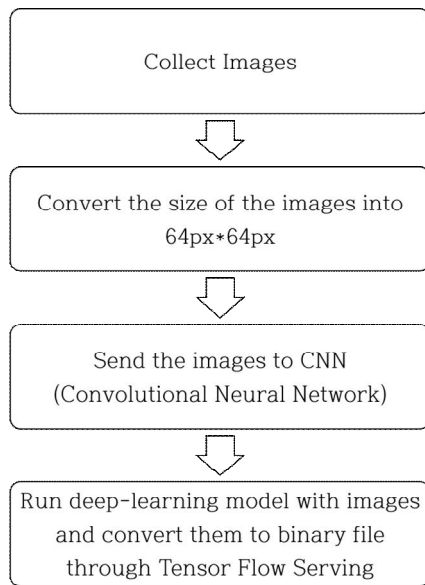 Collect Images
Convert the size of the images into
64px*64px
Send the images to CNN
(Convolutional Neural Network)
Run deep-learning model with images
and convert them to binary file
through Tensor Flow Serving